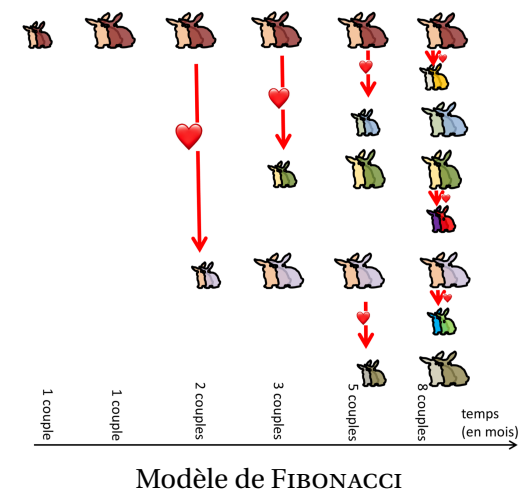 1 couple
1 couple
2 couples
3 couples
5 couples
8 couples
temps
(en mois)
Modèle de FIBONACCI